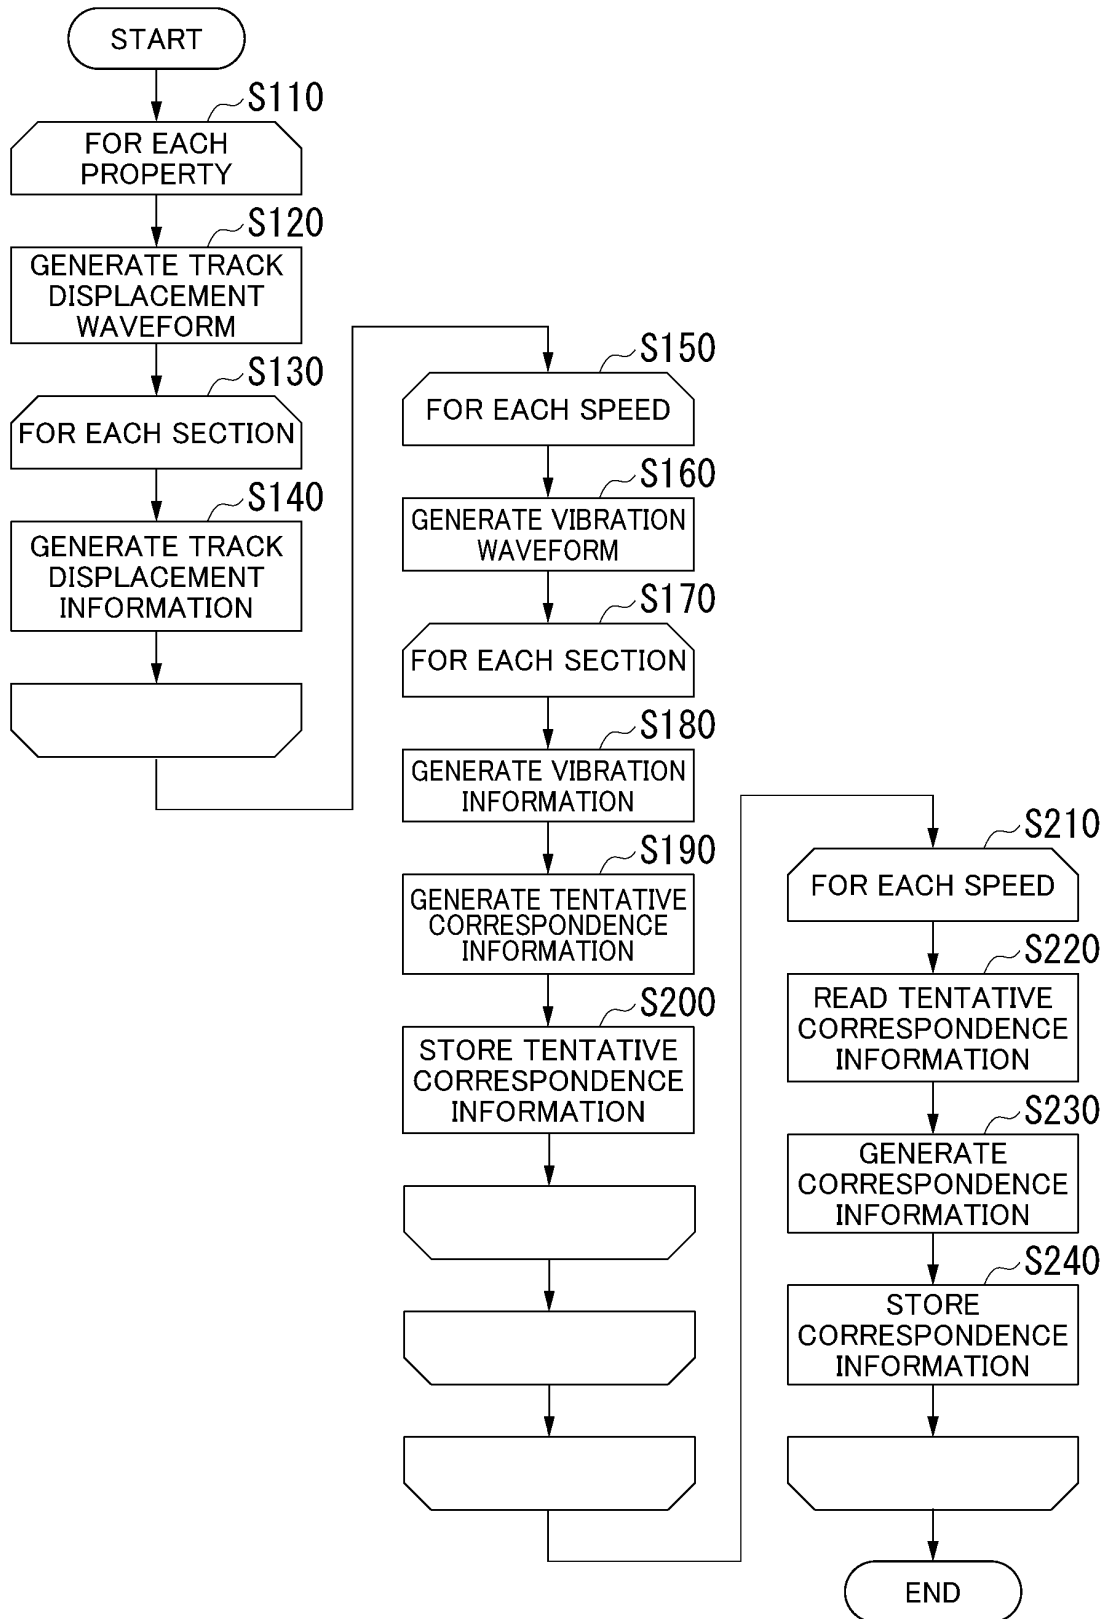 START
S110
FOR EACH
PROPERTY
S120
GENERATE TRACK
DISPLACEMENT
WAVEFORM
S130
FOR EACH SECTION
S140
GENERATE TRACK
DISPLACEMENT
INFORMATION
S150
FOR EACH SPEED
S160
GENERATE VIBRATION
WAVEFORM
S170
FOR EACH SECTION
S180
GENERATE VIBRATION
INFORMATION
S190
GENERATE TENTATIVE
CORRESPONDENCE
INFORMATION
S200
STORE TENTATIVE
CORRESPONDENCE
INFORMATION
S210
FOR EACH SPEED
S220
READ TENTATIVE
CORRESPONDENCE
INFORMATION
S230
GENERATE
CORRESPONDENCE
INFORMATION
S240
STORE
CORRESPONDENCE
INFORMATION
END